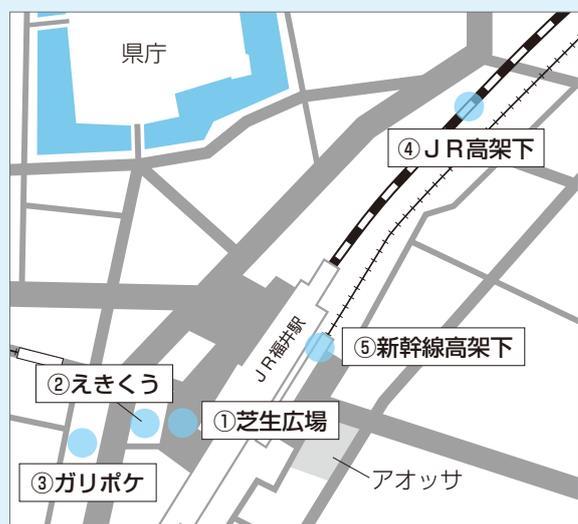 県庁
④ＪＲ高架下
ＪＲ福井駅
⑤新幹線高架下
②えきくう
①芝生広場
③ガリポケ
アオッサ